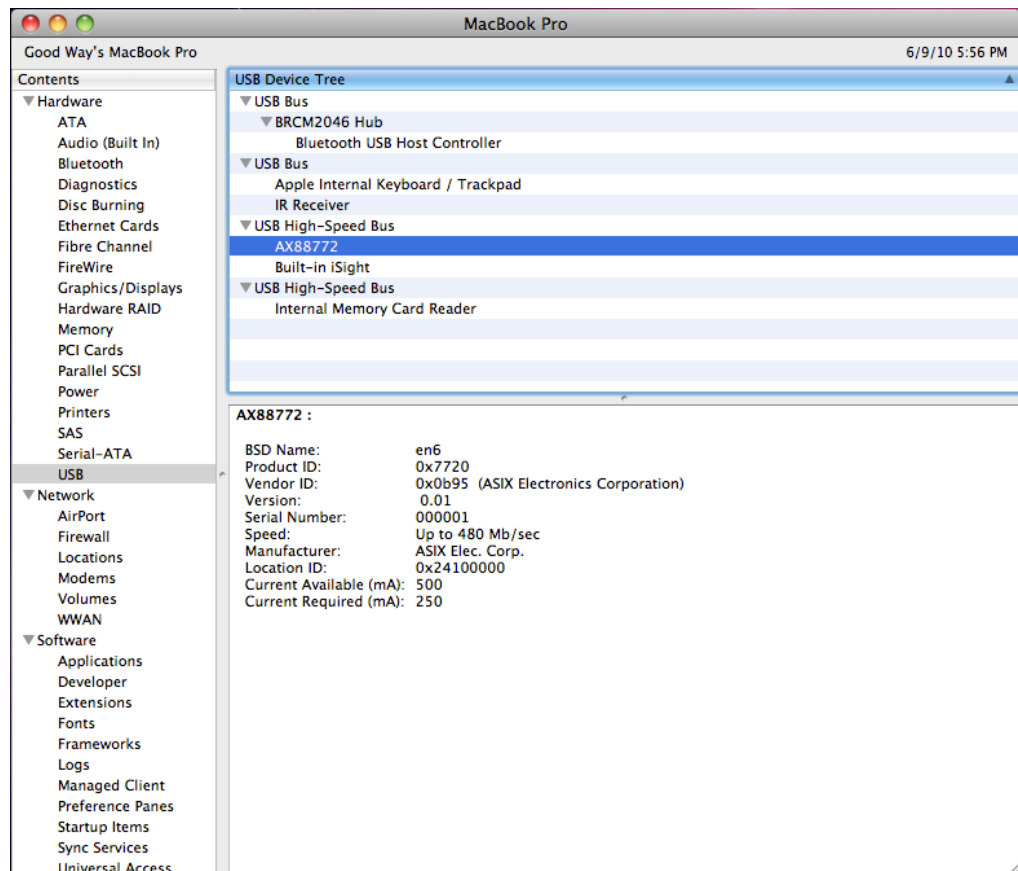 MacBook Pro
Good Way's MacBook Pro
6/9/10 5:56 PM
Contents
Hardware
ATA
Audio (Built In)
Bluetooth
Diagnostics
Disc Burning
Ethernet Cards
Fibre Channel
FireWire
Graphics/Displays
Hardware RAID
Memory
PCI Cards
Parallel SCSI
Power
Printers
SAS
Serial-ATA
USB
Network
AirPort
Firewall
Locations
Modems
Volumes
WWAN
Software
Applications
Developer
Extensions
Fonts
Frameworks
Logs
Managed Client
Preference Panes
Startup Items
Sync Services
Universal Access
USB Device Tree
USB Bus
BRCM2046 Hub
Bluetooth USB Host Controller
USB Bus
Apple Internal Keyboard / Trackpad
IR Receiver
USB High-Speed Bus
AX88772
Built-in iSight
USB High-Speed Bus
Internal Memory Card Reader
AX88772 :
BSD Name: en6
Product ID: 0x7720
Vendor ID: 0x0b95 (ASIX Electronics Corporation)
Version: 0.01
Serial Number: 000001
Speed: Up to 480 Mb/sec
Manufacturer: ASIX Elec. Corp.
Location ID: 0x24100000
Current Available (mA): 500
Current Required (mA): 250